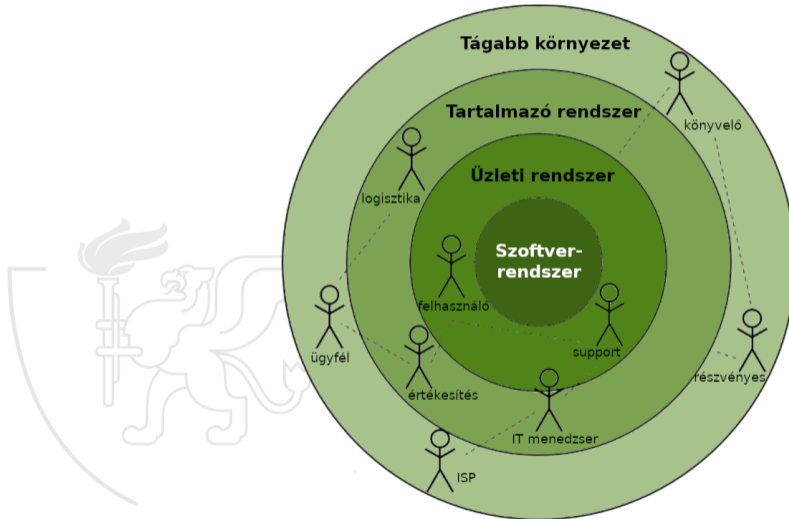 Tágabb környezet
könyvelő
Tartalmazó rendszer
logisztika
Üzleti rendszer
Szoftver-
rendszer
felhasználó
ügyfél
support
értékesítés
részvényes
IT menedzser
ISP